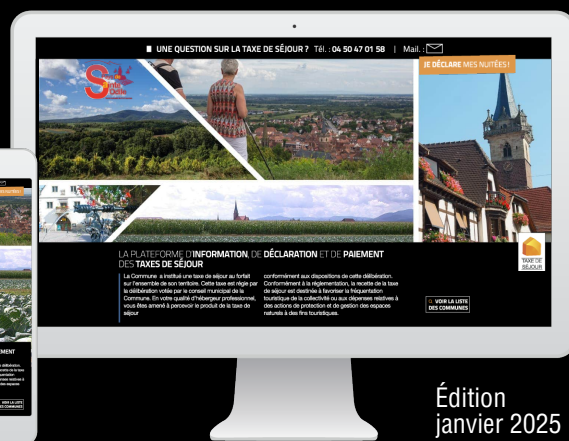 UNE QUESTION SUR LA TAXE DE SÉJOUR ? Tél. : 04 50 47 01 58 | Mail. :
JE DÉCLARE MES NUITÉES !
LA PLATEFORME D'INFORMATION, DE DÉCLARATION ET DE PAIEMENT
DES TAXES DE SÉJOUR
La Commune a institué une taxe de séjour au forfait
sur l'ensemble de son territoire. Cette taxe est régie par
la délibération votée par le conseil municipal de la
Commune. En votre qualité d'hébergeur professionnel,
vous êtes amené à percevoir le produit de la taxe de
séjour
conformément aux dispositions de cette délibération.
Conformément à la réglementation, la recette de la taxe
de séjour est destinée à favoriser la fréquentation
touristique de la collectivité ou aux dépenses relatives à
des actions de protection et de gestion des espaces
naturels à des fins touristiques.
TAXE DE
SÉJOUR
VOIR LA LISTE
DES COMMUNES
Édition
janvier 2025